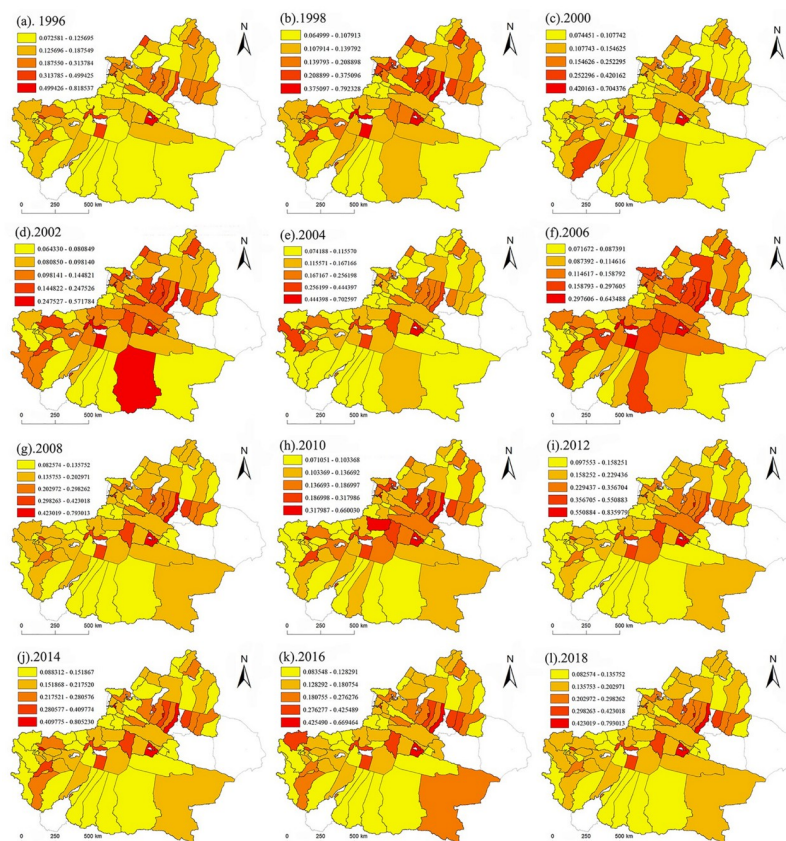 (a). 1996
0.072581 - 0.125695
0.125696 - 0.187549
0.187550 - 0.313784
0.313785 - 0.499425
0.499426 - 0.818537
N
0 250 500 km
(b). 1998
0.064999 - 0.107913
0.107914 - 0.139792
0.139793 - 0.208898
0.208899 - 0.375096
0.375097 - 0.792328
N
0 250 500 km
(c). 2000
0.074451 - 0.107742
0.107743 - 0.154625
0.154626 - 0.252295
0.252296 - 0.420162
0.420163 - 0.704376
N
0 250 500 km
(d). 2002
0.064330 - 0.080849
0.080850 - 0.098140
0.098141 - 0.144821
0.144822 - 0.247526
0.247527 - 0.571784
N
0 250 500 km
(e). 2004
0.074188 - 0.115570
0.115571 - 0.167166
0.167167 - 0.256198
0.256199 - 0.444397
0.444398 - 0.702597
N
0 250 500 km
(f). 2006
0.071672 - 0.087391
0.087392 - 0.114616
0.114617 - 0.158792
0.158793 - 0.297605
0.297606 - 0.643488
N
0 250 500 km
(g). 2008
0.082574 - 0.135752
0.135753 - 0.202971
0.202972 - 0.298262
0.298263 - 0.423018
0.423019 - 0.793013
N
0 250 500 km
(h). 2010
0.071051 - 0.103368
0.103369 - 0.136692
0.136693 - 0.186997
0.186998 - 0.317986
0.317987 - 0.660030
N
0 250 500 km
(i). 2012
0.097553 - 0.158251
0.158252 - 0.229436
0.229437 - 0.356704
0.356705 - 0.550883
0.550884 - 0.835979
N
0 250 500 km
(j). 2014
0.088312 - 0.151867
0.151868 - 0.217520
0.217521 - 0.280576
0.280577 - 0.409774
0.409775 - 0.805230
N
0 250 500 km
(k). 2016
0.083548 - 0.128291
0.128292 - 0.180754
0.180755 - 0.276276
0.276277 - 0.425489
0.425490 - 0.669464
N
0 250 500 km
(l). 2018
0.082574 - 0.135752
0.135753 - 0.202971
0.202972 - 0.298262
0.298263 - 0.423018
0.423019 - 0.793013
N
0 250 500 km